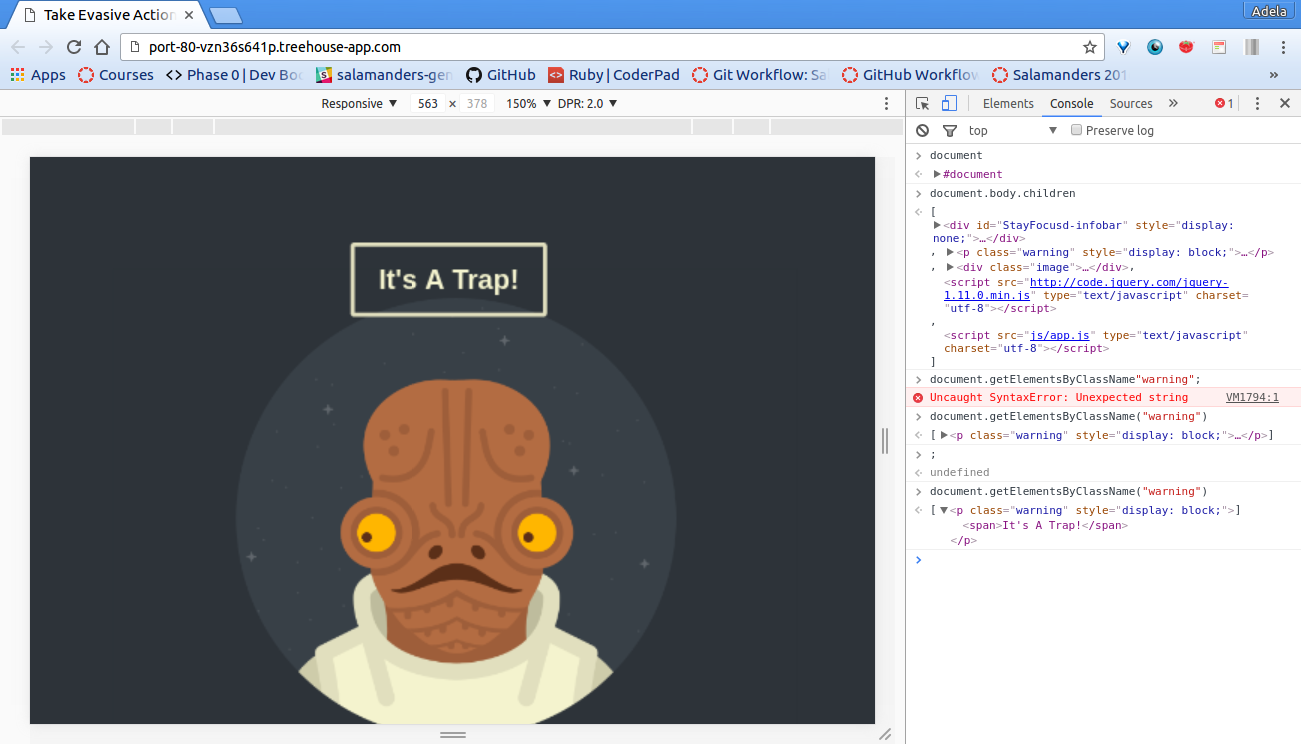 Take Evasive Action
Adela
port-80-vzn36s641p.treehouse-app.com
Apps Courses <> Phase 0 | Dev Boo salamanders-gen GitHub <> Ruby | CoderPad Git Workflow: Sal GitHub Workflow Salamanders 201 »
Responsive ▼ 563 × 378 150% ▼ DPR: 2.0 ▼
It's A Trap!
Elements Console Sources » 1
top ▼ Preserve log
document
#document
document.body.children
[
<div id="StayFocusd-infobar" style="display:
none;">…</div>
, <p class="warning" style="display: block;">…</p>
, <div class="image">…</div>,
<script src="http://code.jquery.com/jquery-
1.11.0.min.js" type="text/javascript" charset=
"utf-8"></script>
,
<script src="js/app.js" type="text/javascript"
charset="utf-8"></script>
]
document.getElementsByClassName"warning";
Uncaught SyntaxError: Unexpected string VM1794:1
document.getElementsByClassName("warning")
[<p class="warning" style="display: block;">…</p>]
;
undefined
document.getElementsByClassName("warning")
[<p class="warning" style="display: block;">]
<span>It's A Trap!</span>
</p>